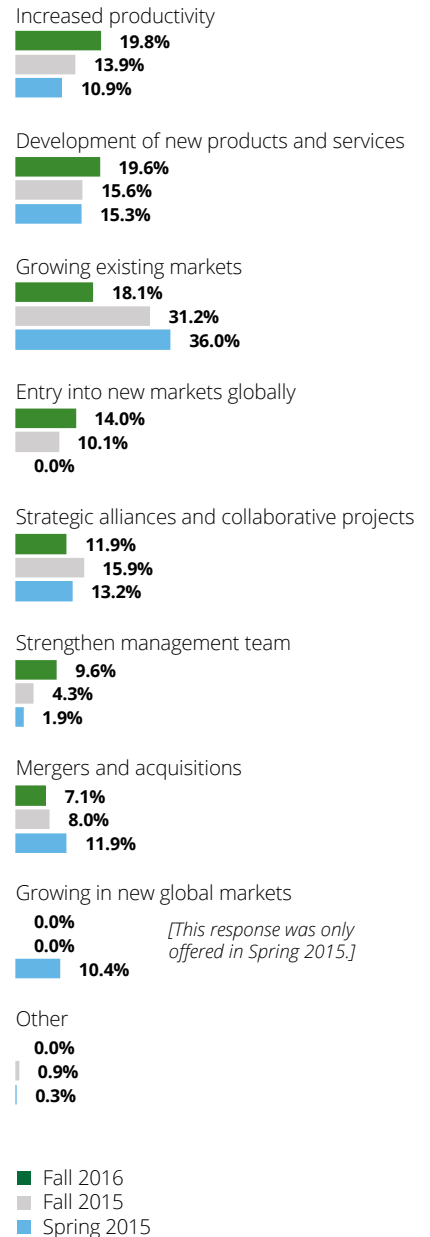 Increased productivity
19.8%
13.9%
10.9%
Development of new products and services
19.6%
15.6%
15.3%
Growing existing markets
18.1%
31.2%
36.0%
Entry into new markets globally
14.0%
10.1%
0.0%
Strategic alliances and collaborative projects
11.9%
15.9%
13.2%
Strengthen management team
9.6%
4.3%
1.9%
Mergers and acquisitions
7.1%
8.0%
11.9%
Growing in new global markets
0.0%
0.0%
10.4%
[This response was only
offered in Spring 2015.]
Other
0.0%
0.9%
0.3%
Fall 2016
Fall 2015
Spring 2015